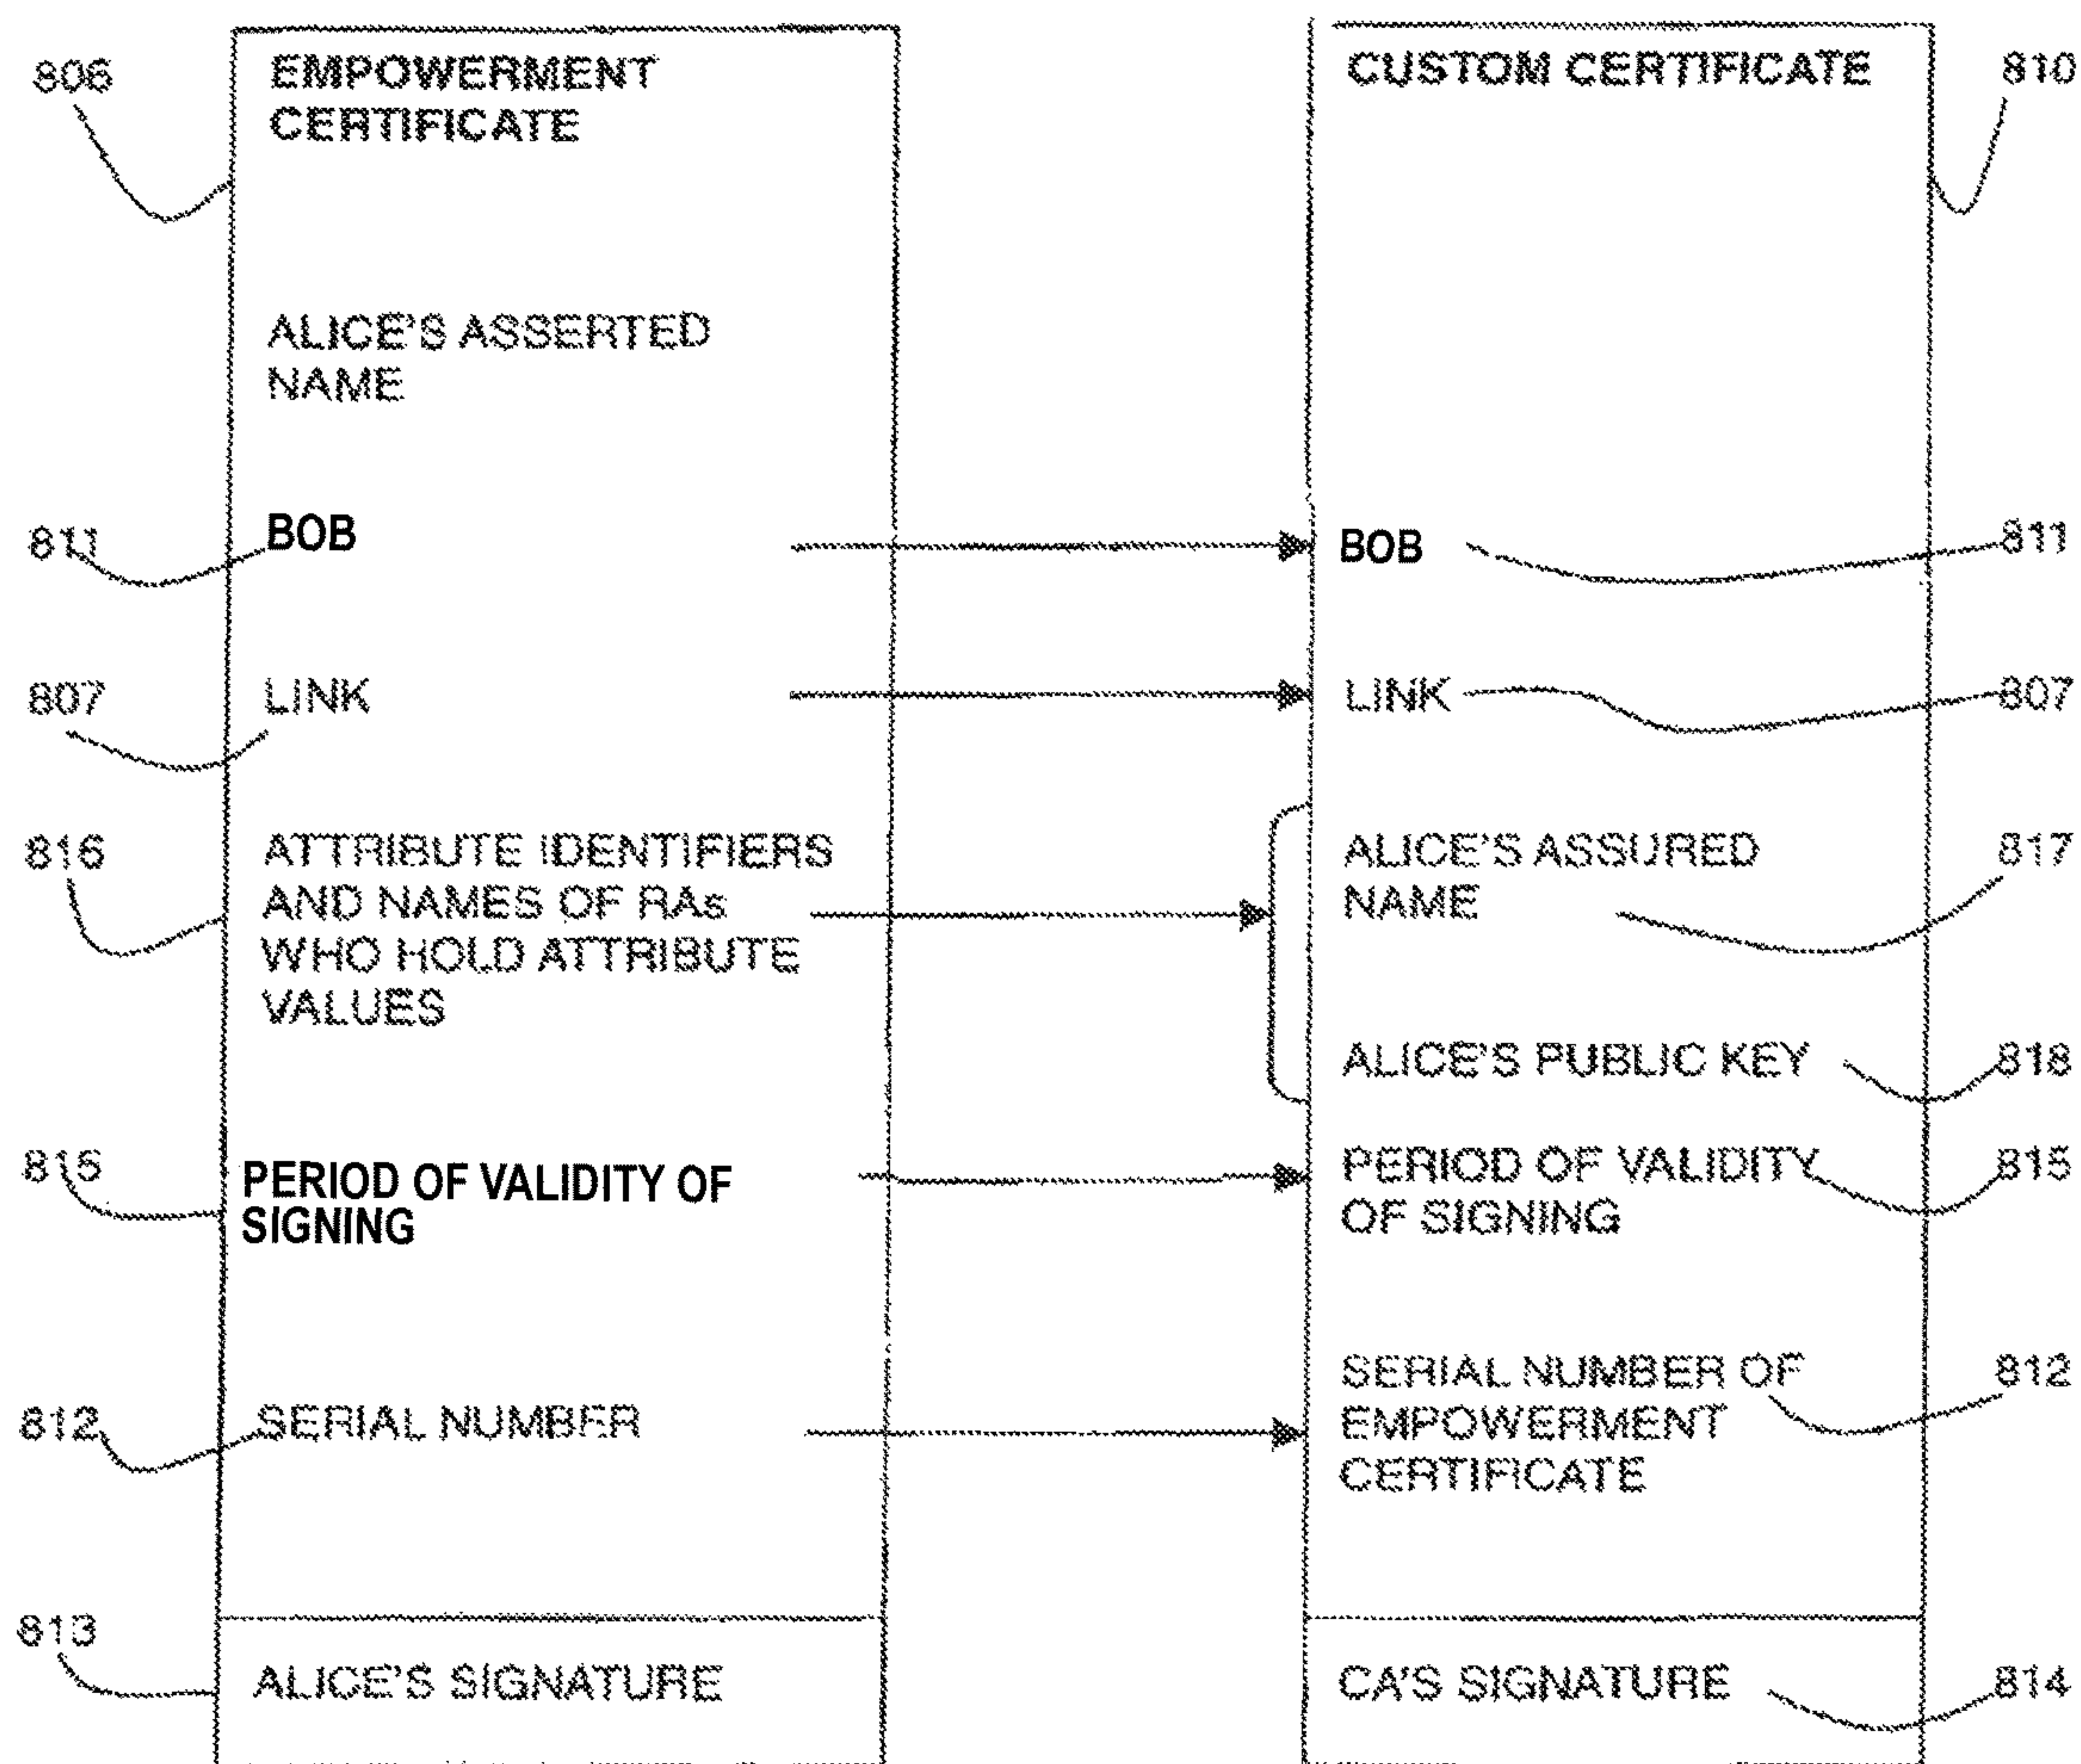 806
EMPOWERMENT
CERTIFICATE
ALICE'S ASSERTED
NAME
811
BOB
807
LINK
816
ATTRIBUTE IDENTIFIERS
AND NAMES OF RAs
WHO HOLD ATTRIBUTE
VALUES
815
PERIOD OF VALIDITY OF
SIGNING
812
SERIAL NUMBER
813
ALICE'S SIGNATURE
CUSTOM CERTIFICATE
810
BOB
811
LINK
807
ALICE'S ASSURED
NAME
817
ALICE'S PUBLIC KEY
818
PERIOD OF VALIDITY
OF SIGNING
815
SERIAL NUMBER OF
EMPOWERMENT
CERTIFICATE
812
CA'S SIGNATURE
814